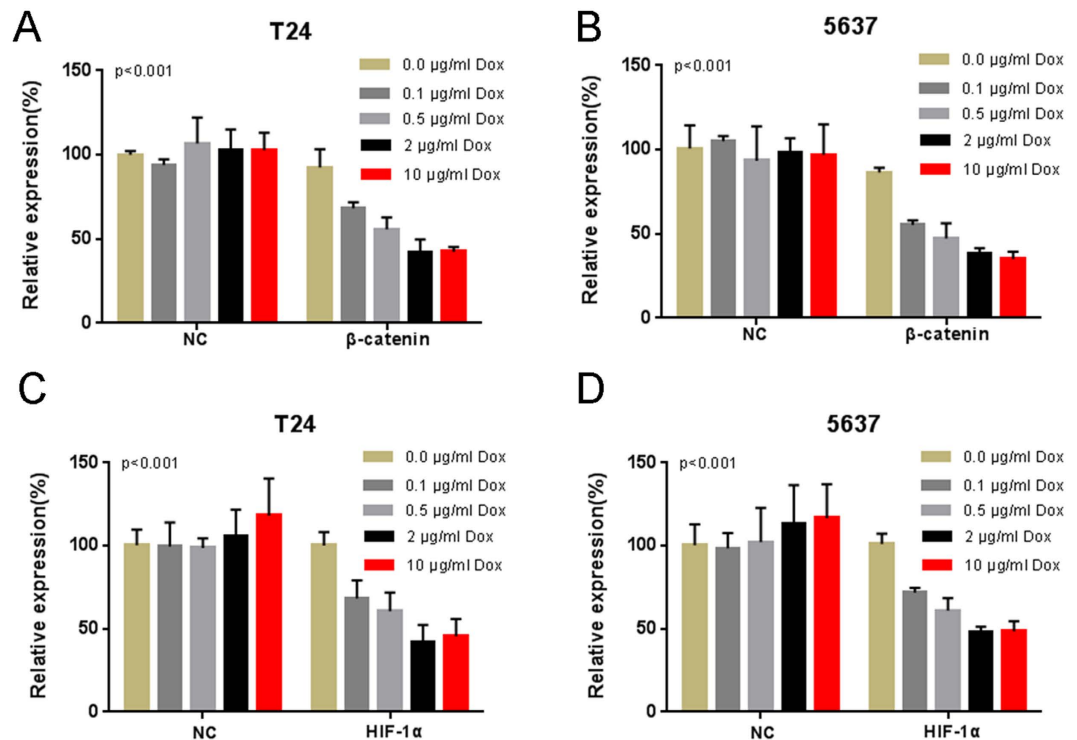 A
T24
Relative expression(%)
150
100
50
0
p<0.001
0.0 μg/ml Dox
0.1 μg/ml Dox
0.5 μg/ml Dox
2 μg/ml Dox
10 μg/ml Dox
NC
β-catenin
B
5637
Relative expression(%)
150
100
50
0
p<0.001
0.0 μg/ml Dox
0.1 μg/ml Dox
0.5 μg/ml Dox
2 μg/ml Dox
10 μg/ml Dox
NC
β-catenin
C
T24
Relative expression(%)
150
100
50
0
p<0.001
0.0 μg/ml Dox
0.1 μg/ml Dox
0.5 μg/ml Dox
2 μg/ml Dox
10 μg/ml Dox
NC
HIF-1α
D
5637
Relative expression(%)
150
100
50
0
p<0.001
0.0 μg/ml Dox
0.1 μg/ml Dox
0.5 μg/ml Dox
2 μg/ml Dox
10 μg/ml Dox
NC
HIF-1α